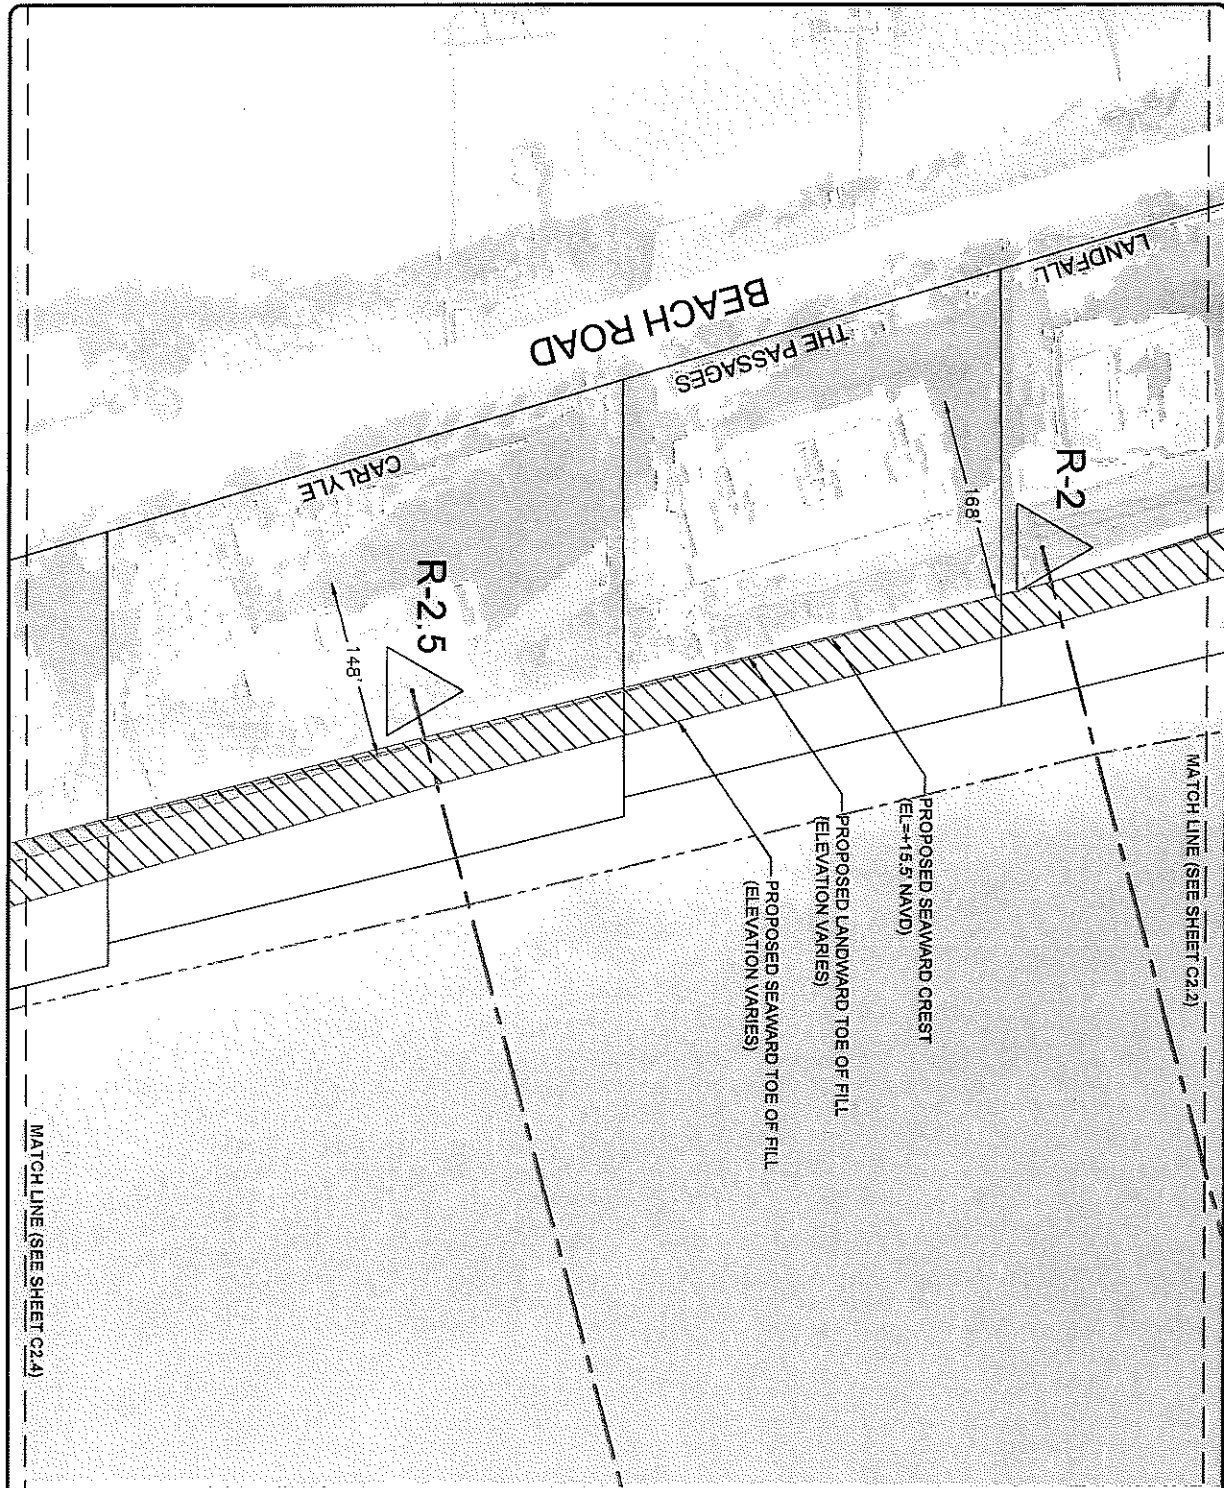 LANDFALL
THE PASSAGES
BEACH ROAD
CARLYLE
R-2
168'
R-2.5
148'
MATCH LINE (SEE SHEET C2.2)
PROPOSED SEAWARD CREST
(EL=+15.5' NAVD)
PROPOSED LANDWARD TOE OF FILL
(ELEVATION VARIES)
PROPOSED SEAWARD TOE OF FILL
(ELEVATION VARIES)
MATCH LINE (SEE SHEET C2.4)